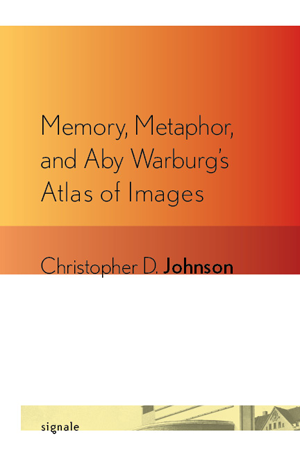 Memory, Metaphor,
and Aby Warburg's
Atlas of Images
Christopher D. Johnson
signale